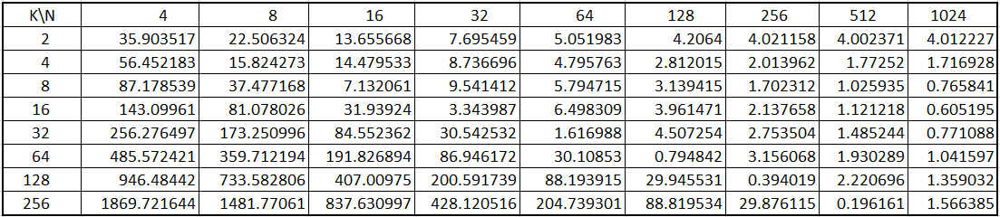 K\N 4 8 16 32 64 128 256 512 1024
2 35.903517 22.506324 13.655668 7.695459 5.051983 4.2064 4.021158 4.002371 4.012227
4 56.452183 15.824273 14.479533 8.736696 4.795763 2.812015 2.013962 1.77252 1.716928
8 87.178539 37.477168 7.132061 9.541412 5.794715 3.139415 1.702312 1.025935 0.765841
16 143.09961 81.078026 31.93924 3.343987 6.498309 3.961471 2.137658 1.121218 0.605195
32 256.276497 173.250996 84.552362 30.542532 1.616988 4.507254 2.753504 1.485244 0.771088
64 485.572421 359.712194 191.826894 86.946172 30.10853 0.794842 3.156068 1.930289 1.041597
128 946.48442 733.582806 407.00975 200.591739 88.193915 29.945531 0.394019 2.220696 1.359032
256 1869.721644 1481.77061 837.630997 428.120516 204.739301 88.819534 29.876115 0.196161 1.566385